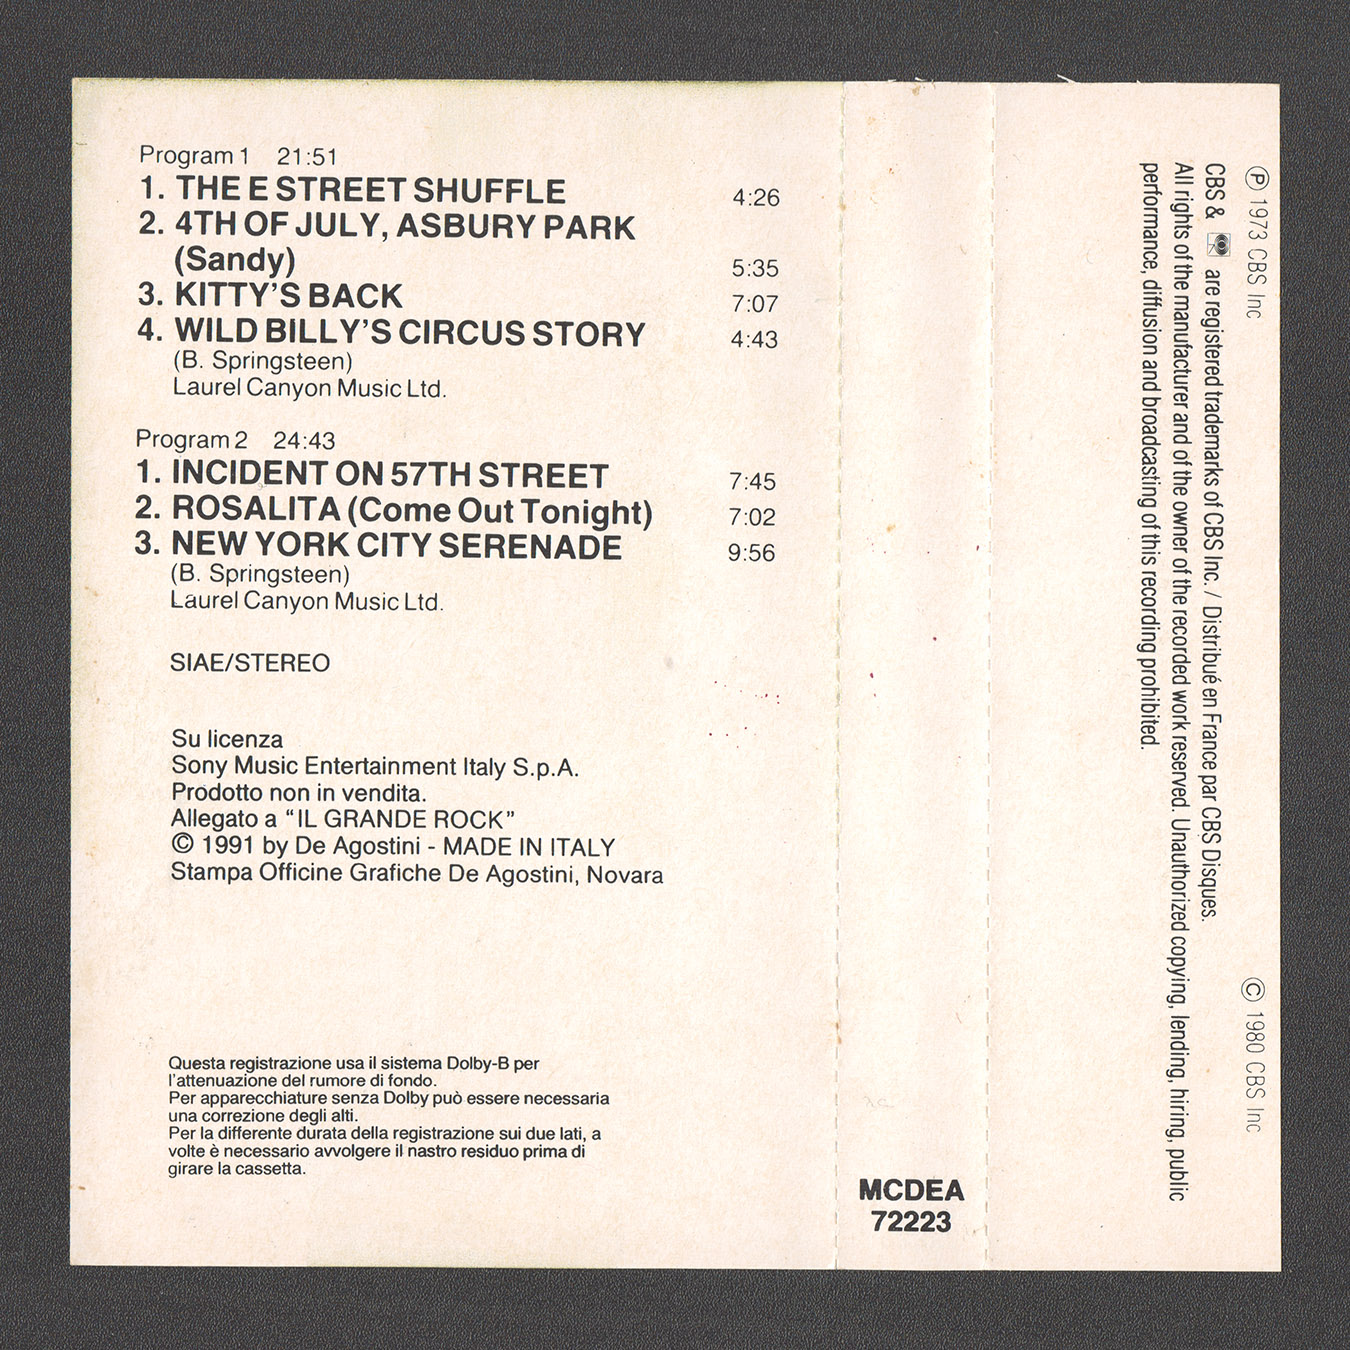 Program 1 21:51
1. THE E STREET SHUFFLE 4:26
2. 4TH OF JULY, ASBURY PARK
(Sandy) 5:35
3. KITTY'S BACK 7:07
4. WILD BILLY'S CIRCUS STORY 4:43
(B. Springsteen)
Laurel Canyon Music Ltd.
Program 2 24:43
1. INCIDENT ON 57TH STREET 7:45
2. ROSALITA (Come Out Tonight) 7:02
3. NEW YORK CITY SERENADE 9:56
(B. Springsteen)
Laurel Canyon Music Ltd.
SIAE/STEREO
Su licenza
Sony Music Entertainment Italy S.p.A.
Prodotto non in vendita.
Allegato a "IL GRANDE ROCK"
© 1991 by De Agostini - MADE IN ITALY
Stampa Officine Grafiche De Agostini, Novara
Questa registrazione usa il sistema Dolby-B per
l'attenuazione del rumore di fondo.
Per apparecchiature senza Dolby può essere necessaria
una correzione degli alti.
Per la differente durata della registrazione sui due lati, a
volte è necessario avvolgere il nastro residuo prima di
girare la cassetta.
MCDEA
72223
℗ 1973 CBS Inc © 1980 CBS Inc
CBS & are registered trademarks of CBS Inc. / Distribué en France par CBS Disques.
All rights of the manufacturer and of the owner of the recorded work reserved. Unauthorized copying, lending, hiring, public
performance, diffusion and broadcasting of this recording prohibited.